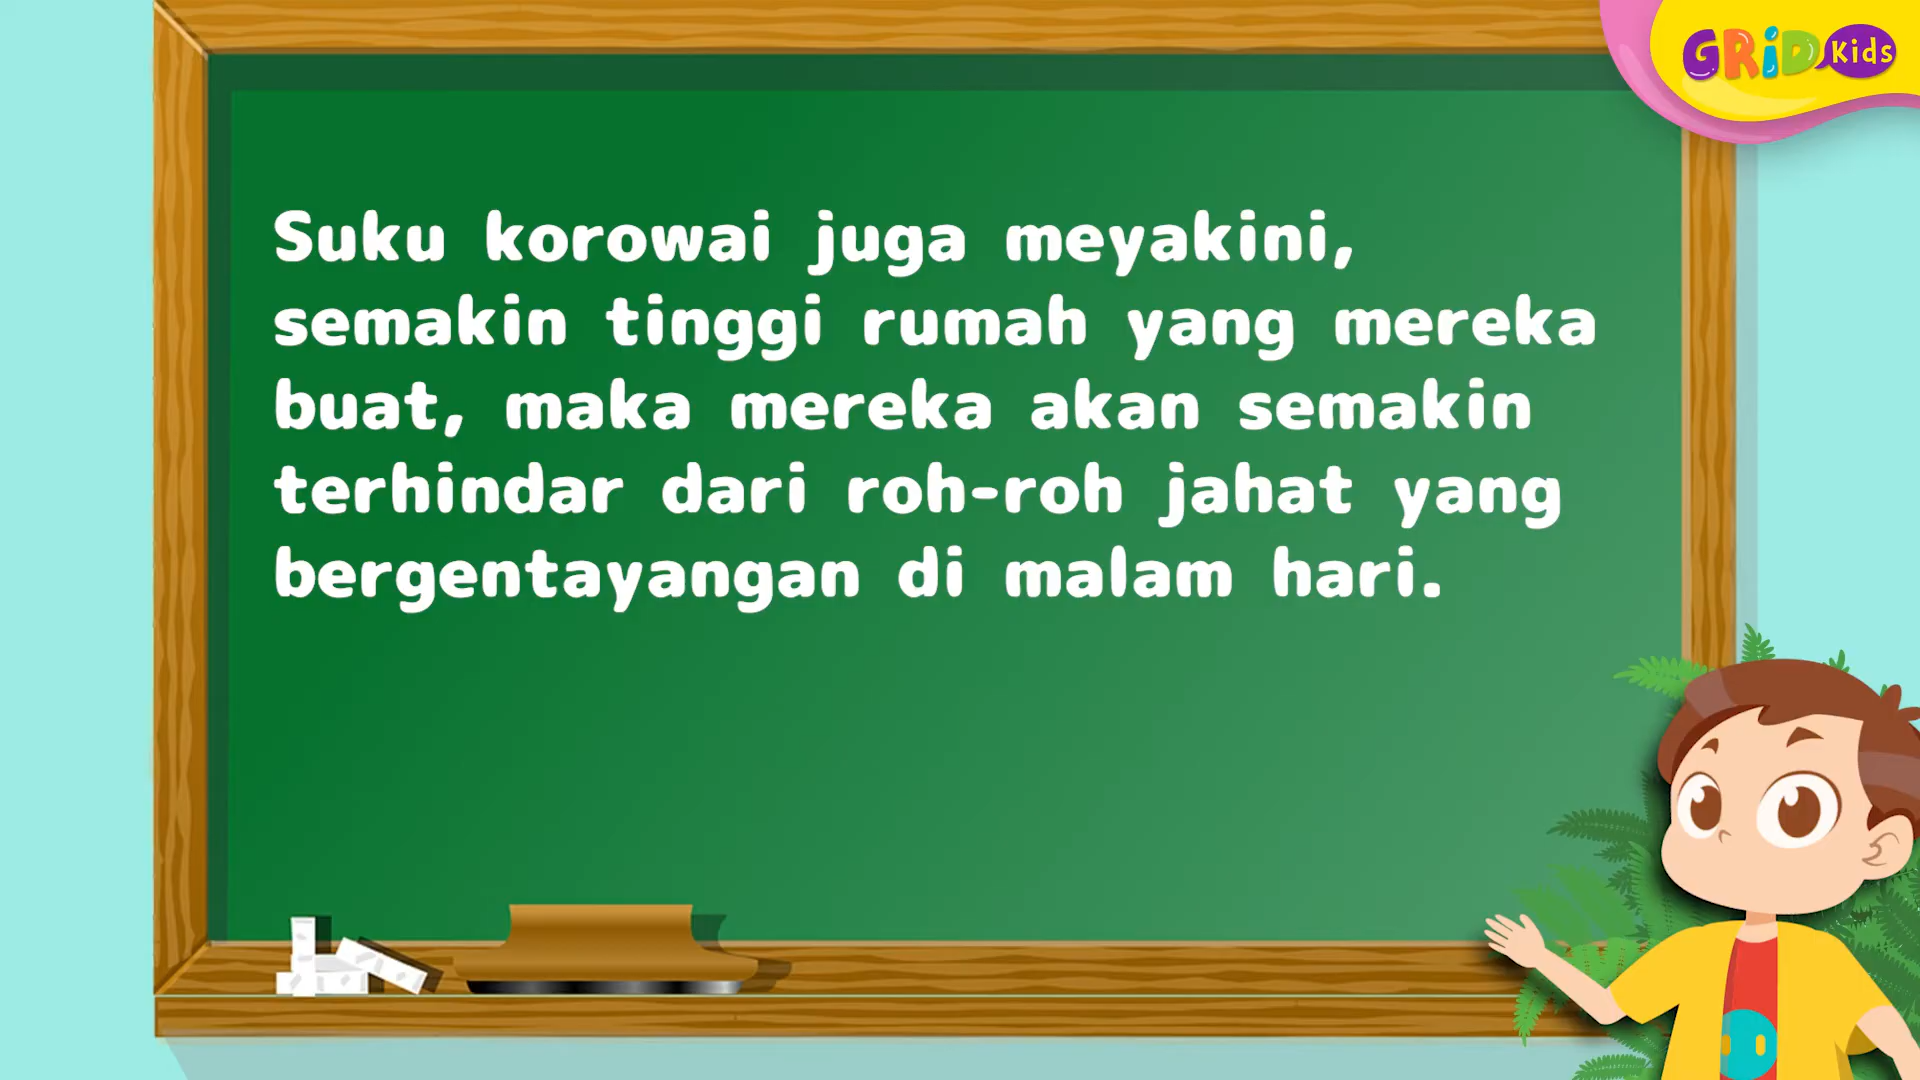 GRiD Kids
Suku korowai juga meyakini,
semakin tinggi rumah yang mereka
buat, maka mereka akan semakin
terhindar dari roh-roh jahat yang
bergentayangan di malam hari.